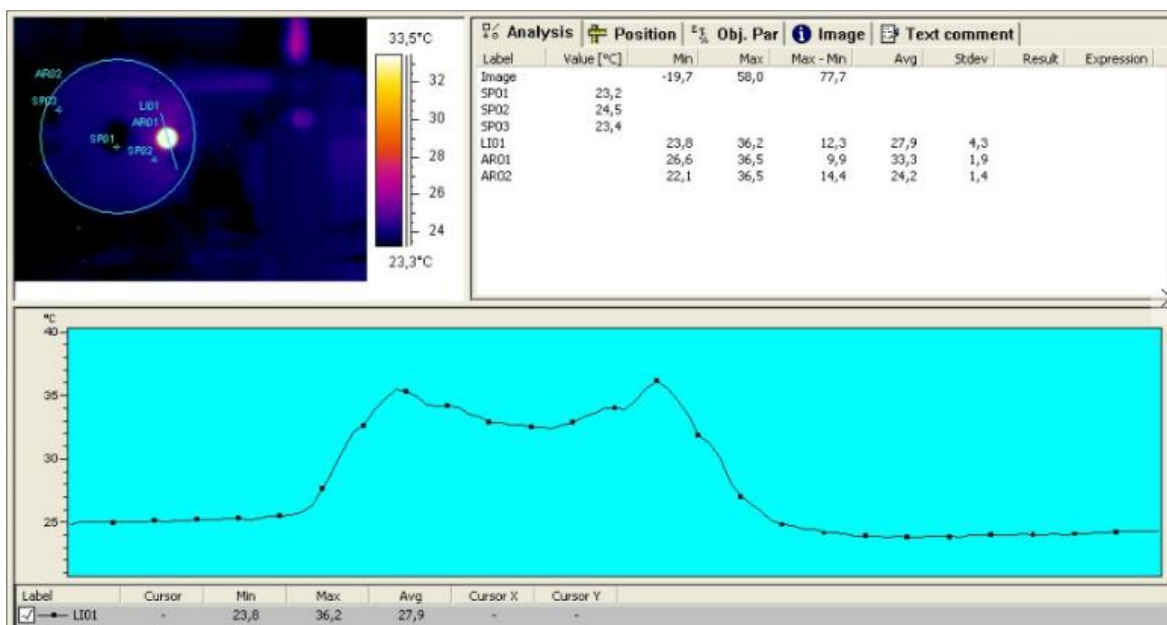 33,5°C
32
30
28
26
24
23,3°C
AR02
SP03
LI01
AR01
SP01
SP02
Analysis Position Obj. Par Image Text comment
Label Value [°C] Min Max Max - Min Avg Stdev Result Expression
Image -19,7 58,0 77,7
SP01 23,2
SP02 24,5
SP03 23,4
LI01 23,8 36,2 12,3 27,9 4,3
AR01 26,6 36,5 9,9 33,3 1,9
AR02 22,1 36,5 14,4 24,2 1,4
°C
40
35
30
25
Label Cursor Min Max Avg Cursor X Cursor Y
LI01 - 23,8 36,2 27,9 - -